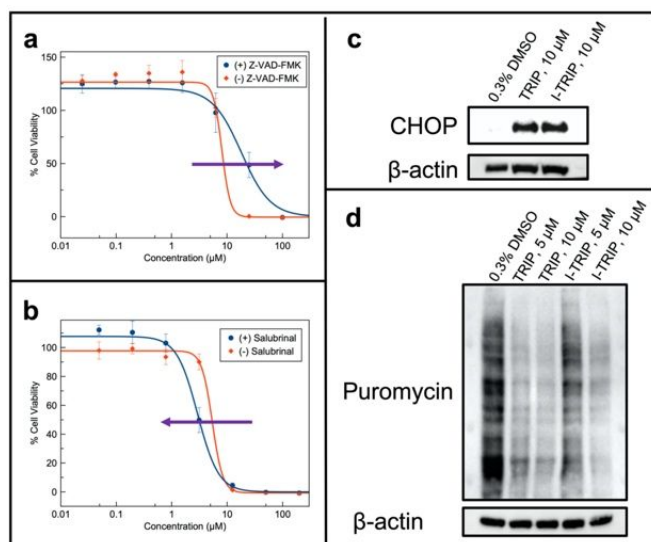 a
(+) Z-VAD-FMK
(-) Z-VAD-FMK
% Cell Viability
125
100
50
0
0.01
0.1
1
10
100
Concentration (µM)
b
(+) Salubrinal
(-) Salubrinal
% Cell Viability
100
80
60
40
20
0
0.01
0.1
1
10
100
Concentration (µM)
c
0.3% DMSO
TRIP, 10 µM
I-TRIP, 10 µM
CHOP
β-actin
d
0.3% DMSO
TRIP, 5 µM
TRIP, 10 µM
I-TRIP, 5 µM
I-TRIP, 10 µM
Puromycin
β-actin